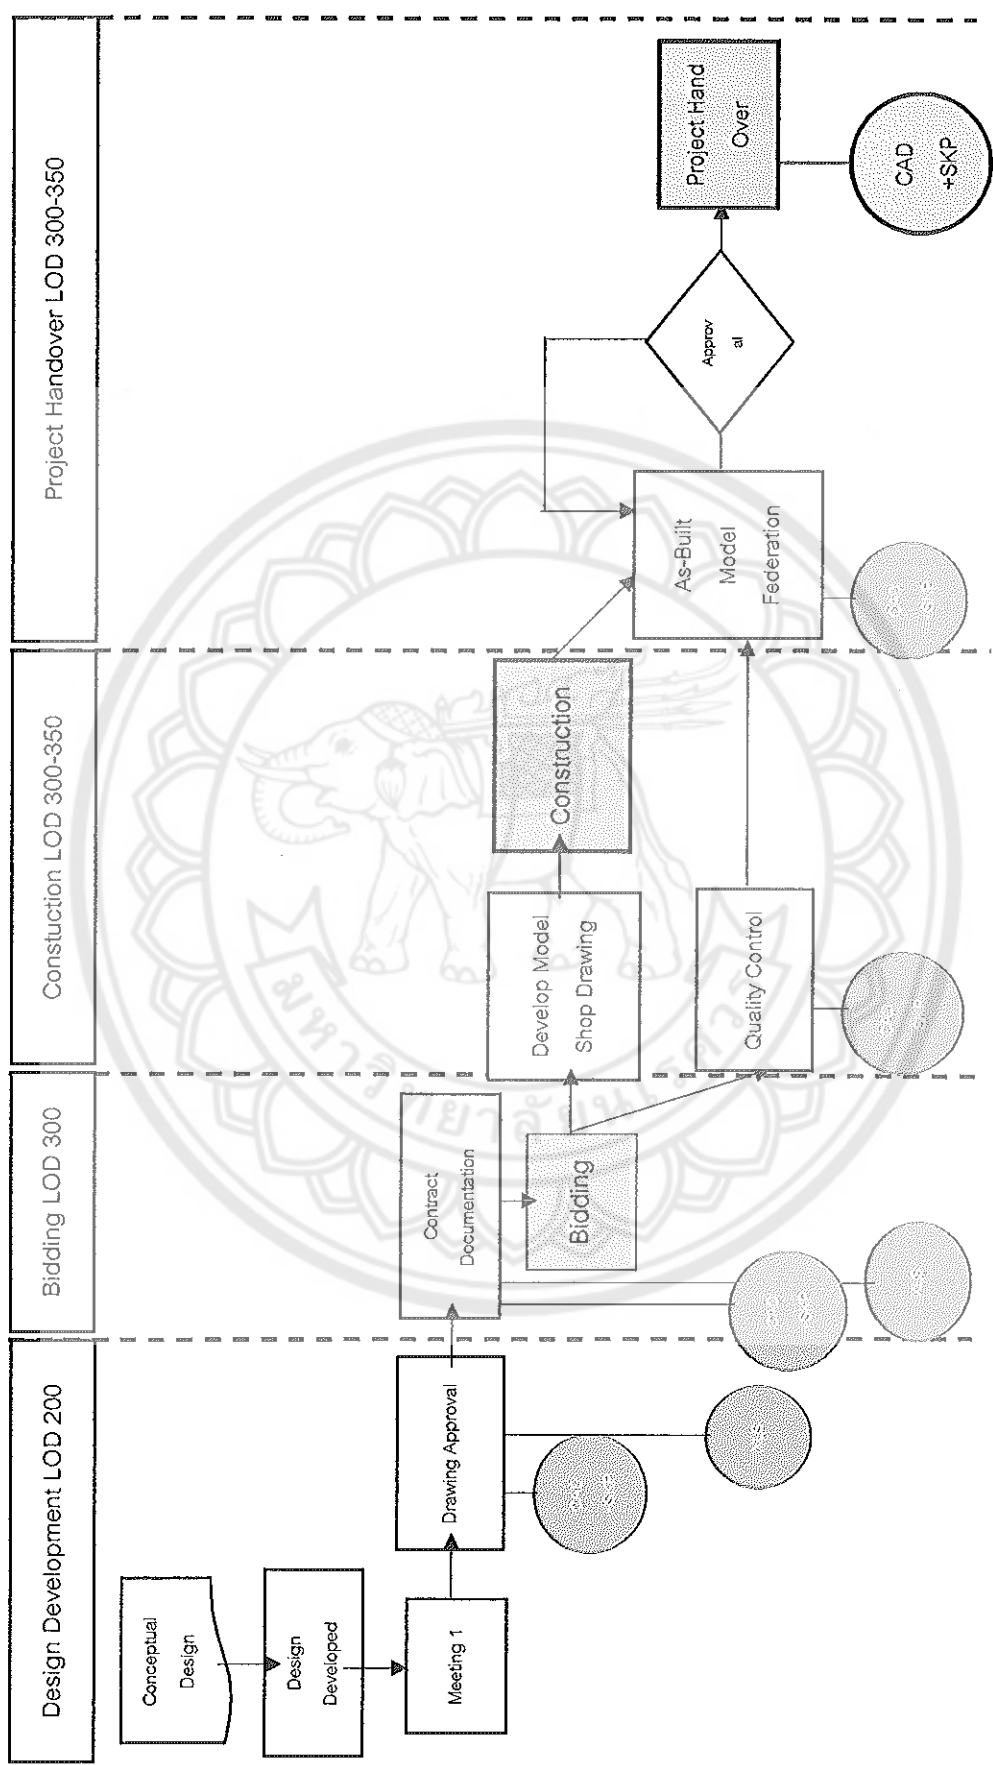 Design Development LOD 200
Bidding LOD 300
Constuction LOD 300-350
Project Handover LOD 300-350
Conceptual
Design
Design
Developed
Meeting 1
Drawing Approval
Contract
Documentation
Bidding
Develop Model
Shop Drawing
Quality Control
Construction
As-Built
Model
Federation
Approv
al
Project Hand
Over
CAD
+SKP